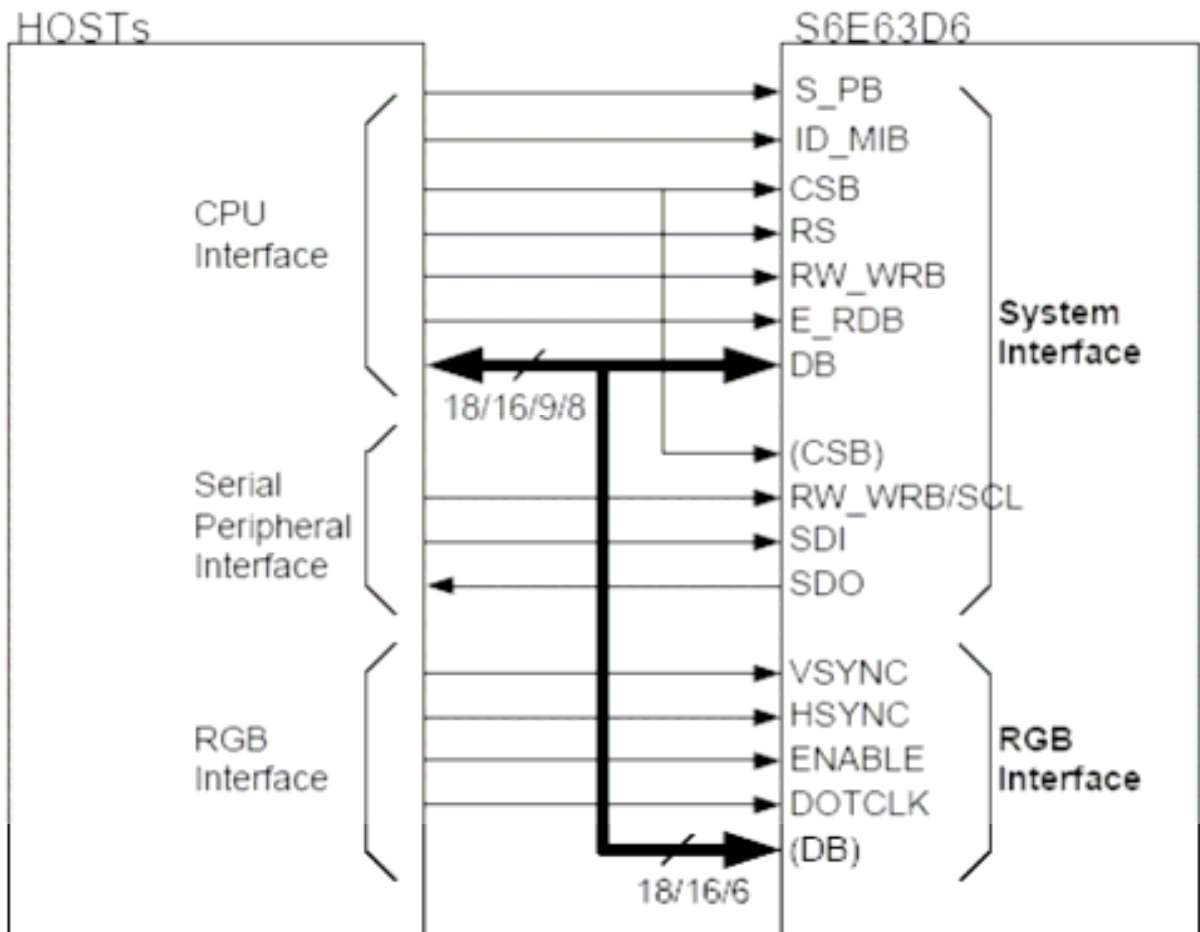 HOSTs
S6E63D6
S_PB
ID_MIB
CSB
CPU
Interface
RS
RW_WRB
E_RDB
System
Interface
DB
18/16/9/8
(CSB)
Serial
Peripheral
Interface
RW_WRB/SCL
SDI
SDO
VSYNC
HSYNC
RGB
Interface
ENABLE
RGB
Interface
DOTCLK
(DB)
18/16/6